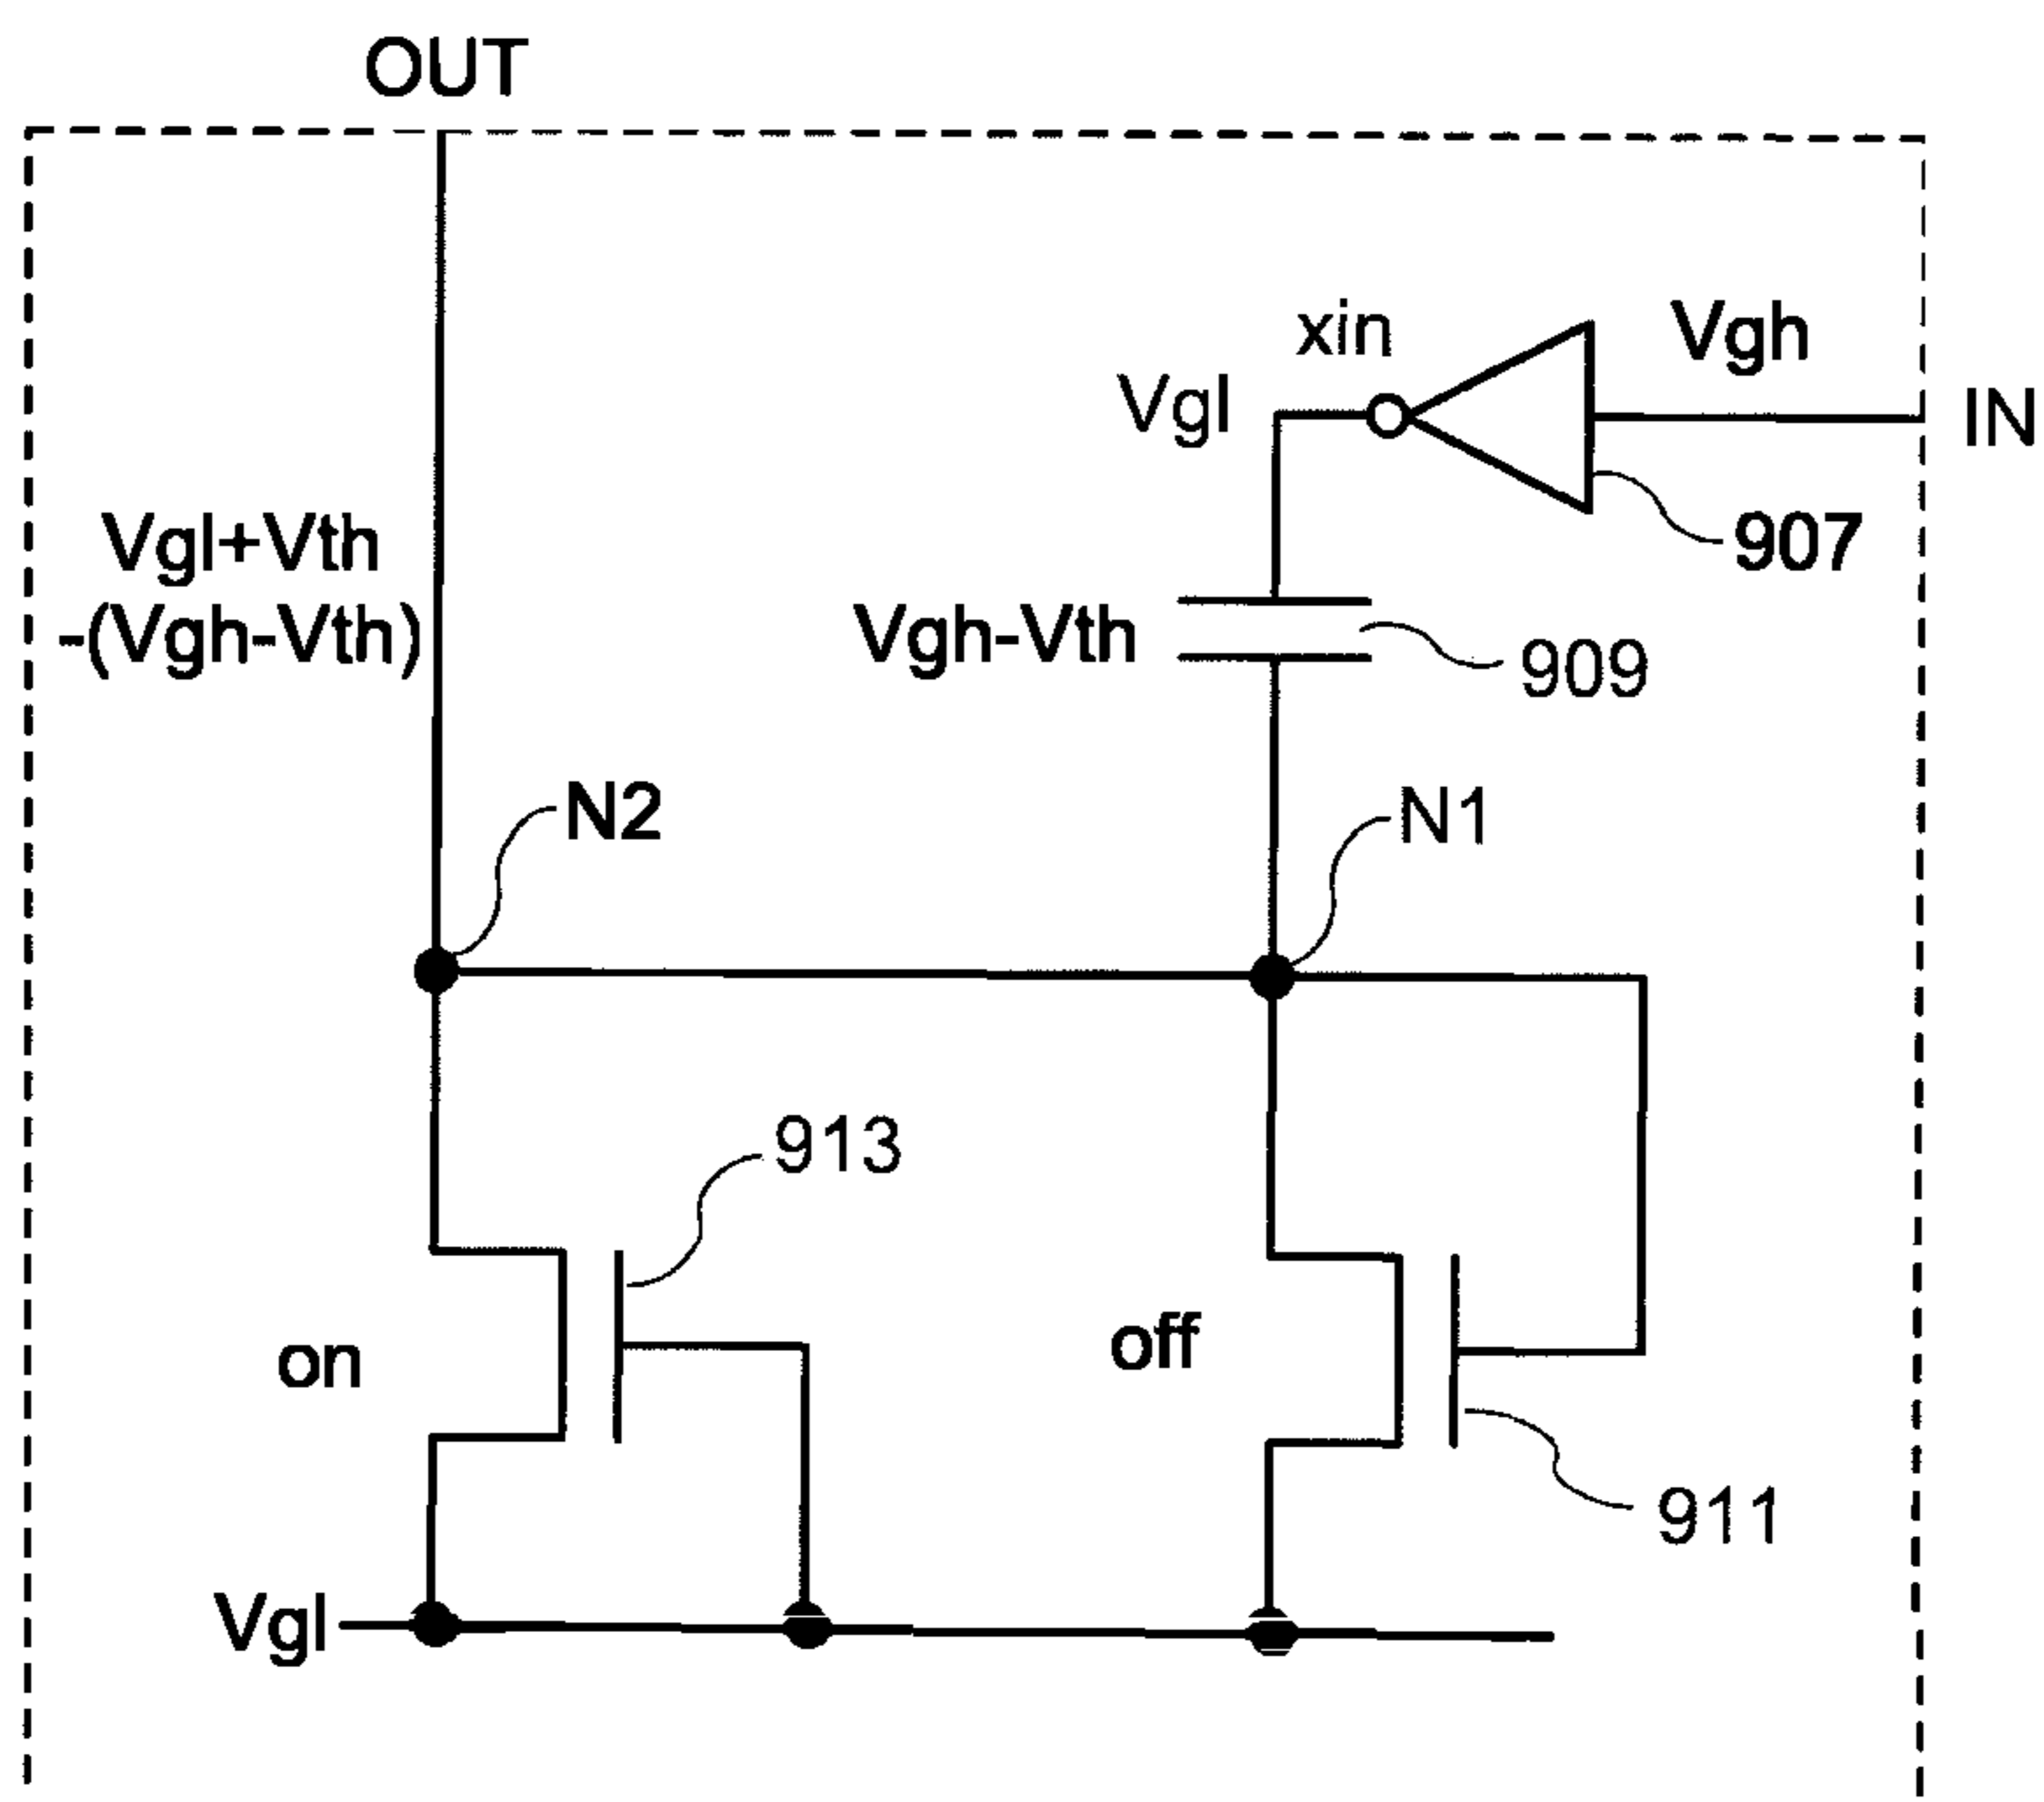 OUT
xin
Vgh
Vgl
IN
Vgl+Vth
-(Vgh-Vth)
907
Vgh-Vth
909
N2
N1
913
on
off
911
Vgl